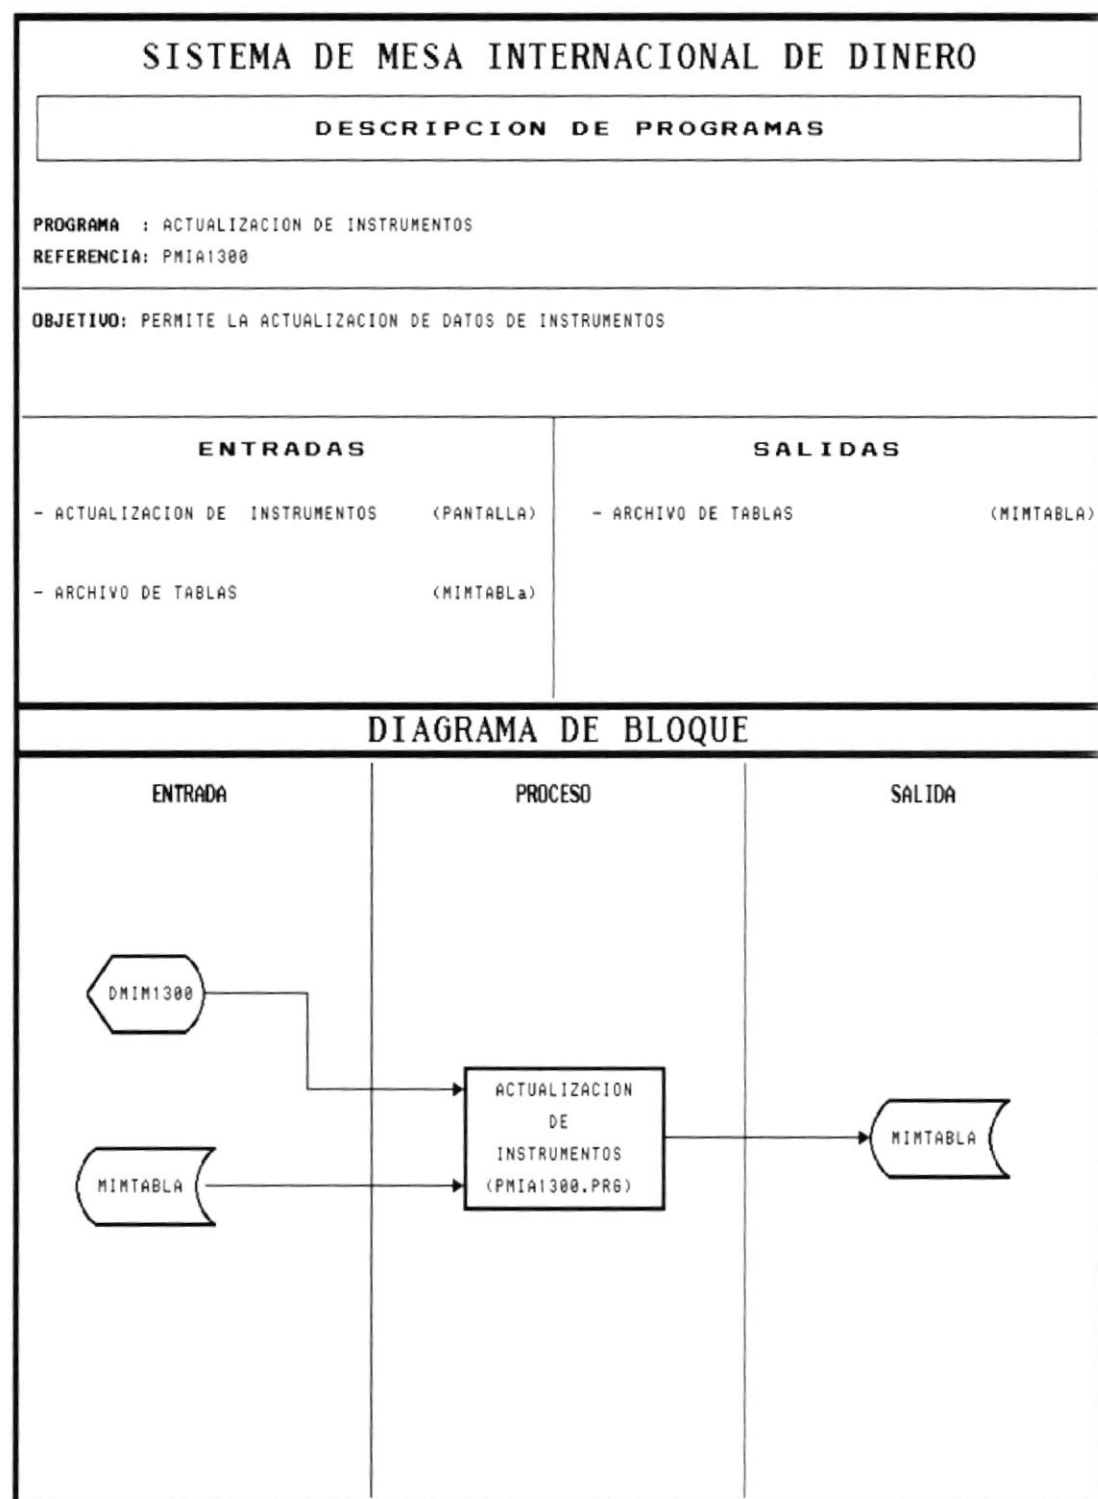 SISTEMA DE MESA INTERNACIONAL DE DINERO
DESCRIPCION DE PROGRAMAS
PROGRAMA : ACTUALIZACION DE INSTRUMENTOS
REFERENCIA: PMIA1300
OBJETIVO: PERMITE LA ACTUALIZACION DE DATOS DE INSTRUMENTOS
ENTRADAS
- ACTUALIZACION DE INSTRUMENTOS (PANTALLA)
- ARCHIVO DE TABLAS (MIMTABLa)
SALIDAS
- ARCHIVO DE TABLAS (MIMTABLA)
DIAGRAMA DE BLOQUE
ENTRADA
PROCESO
SALIDA
DMIM1300
MIMTABLA
ACTUALIZACION
DE
INSTRUMENTOS
(PMIA1300.PRG)
MIMTABLA